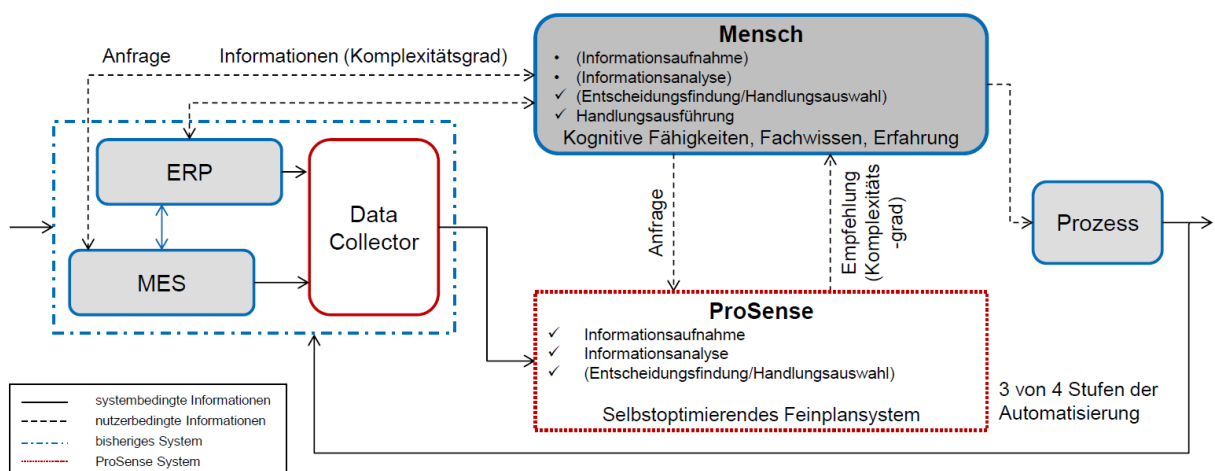 Anfrage
Informationen (Komplexitätsgrad)
Mensch
• (Informationsaufnahme)
• (Informationsanalyse)
✓ (Entscheidungsfindung/Handlungsauswahl)
✓ Handlungsausführung
Kognitive Fähigkeiten, Fachwissen, Erfahrung
ERP
MES
Data
Collector
Anfrage
Empfehlung
(Komplexitäts
-grad)
Prozess
ProSense
✓ Informationsaufnahme
✓ Informationsanalyse
✓ (Entscheidungsfindung/Handlungsauswahl)
Selbstoptimierendes Feinplansystem
3 von 4 Stufen der
Automatisierung
systembedingte Informationen
nutzerbedingte Informationen
bisheriges System
ProSense System